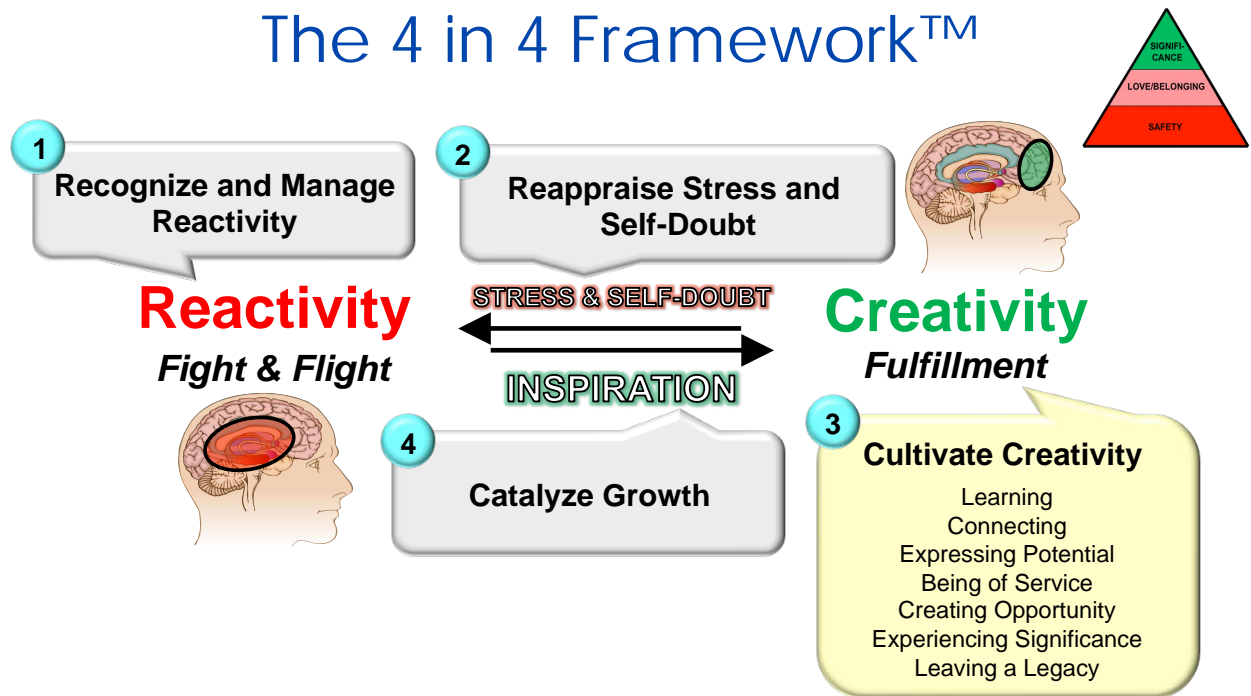 The 4 in 4 Framework™
SIGNIFI-
CANCE
LOVE/BELONGING
SAFETY
1
Recognize and Manage
Reactivity
2
Reappraise Stress and
Self-Doubt
Reactivity
Fight & Flight
STRESS & SELF-DOUBT
INSPIRATION
Creativity
Fulfillment
3
Cultivate Creativity
Learning
Connecting
Expressing Potential
Being of Service
Creating Opportunity
Experiencing Significance
Leaving a Legacy
4
Catalyze Growth